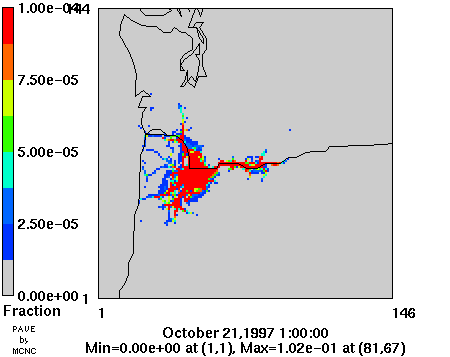 1.00e-04
144
7.50e-05
5.00e-05
2.50e-05
0.00e+00 1
Fraction
1 146
PAVE
by
MCNC
October 21,1997 1:00:00
Min=0.00e+00 at (1,1), Max=1.02e-01 at (81,67)